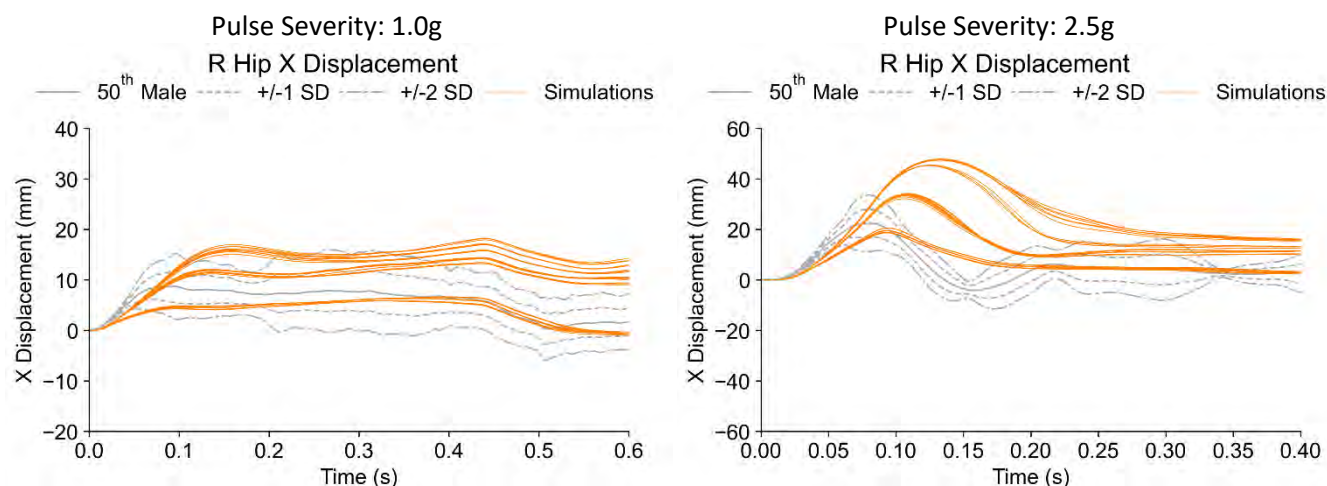 Pulse Severity: 1.0g
R Hip X Displacement
50th Male +/-1 SD +/-2 SD Simulations
40
30
20
10
0
−10
−20
X Displacement (mm)
0.0 0.1 0.2 0.3 0.4 0.5 0.6
Time (s)
Pulse Severity: 2.5g
R Hip X Displacement
50th Male +/-1 SD +/-2 SD Simulations
60
40
20
0
−20
−40
−60
X Displacement (mm)
0.00 0.05 0.10 0.15 0.20 0.25 0.30 0.35 0.40
Time (s)